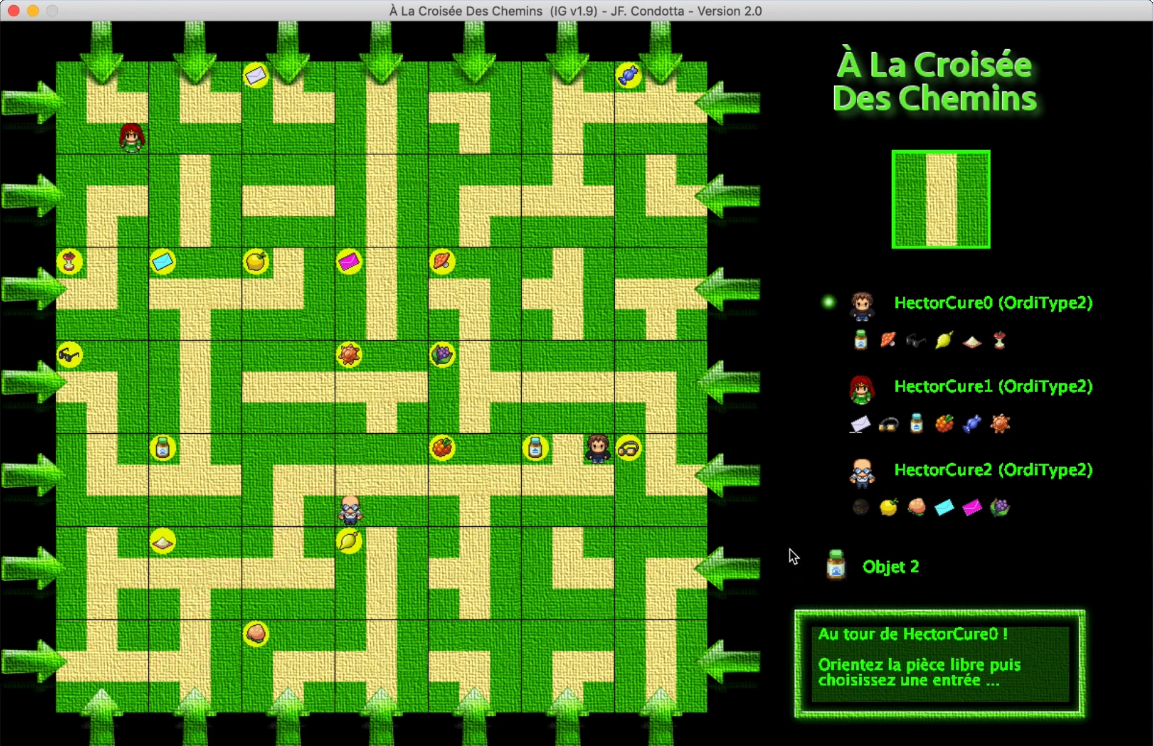 À La Croisée Des Chemins (IG v1.9) - JF. Condotta - Version 2.0
À La Croisée
Des Chemins
HectorCure0 (OrdiType2)
HectorCure1 (OrdiType2)
HectorCure2 (OrdiType2)
Objet 2
Au tour de HectorCure0 !
Orientez la pièce libre puis
choisissez une entrée ...